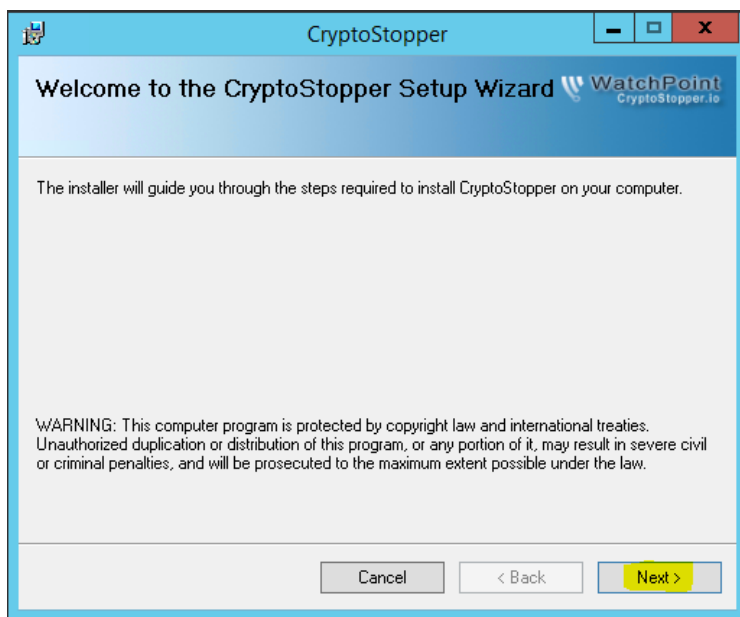 CryptoStopper
Welcome to the CryptoStopper Setup Wizard
WatchPoint
CryptoStopper.io
The installer will guide you through the steps required to install CryptoStopper on your computer.
WARNING: This computer program is protected by copyright law and international treaties.
Unauthorized duplication or distribution of this program, or any portion of it, may result in severe civil
or criminal penalties, and will be prosecuted to the maximum extent possible under the law.
Cancel
< Back
Next >